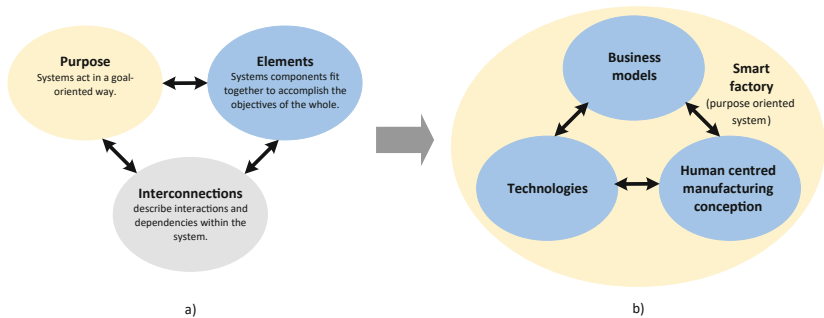 Purpose
Systems act in a goal-
oriented way.
Elements
Systems components fit
together to accomplish the
objectives of the whole.
Interconnections
describe interactions and
dependencies within the
system.
a)
Business
models
Smart
factory
(purpose oriented
system)
Technologies
Human centred
manufacturing
conception
b)